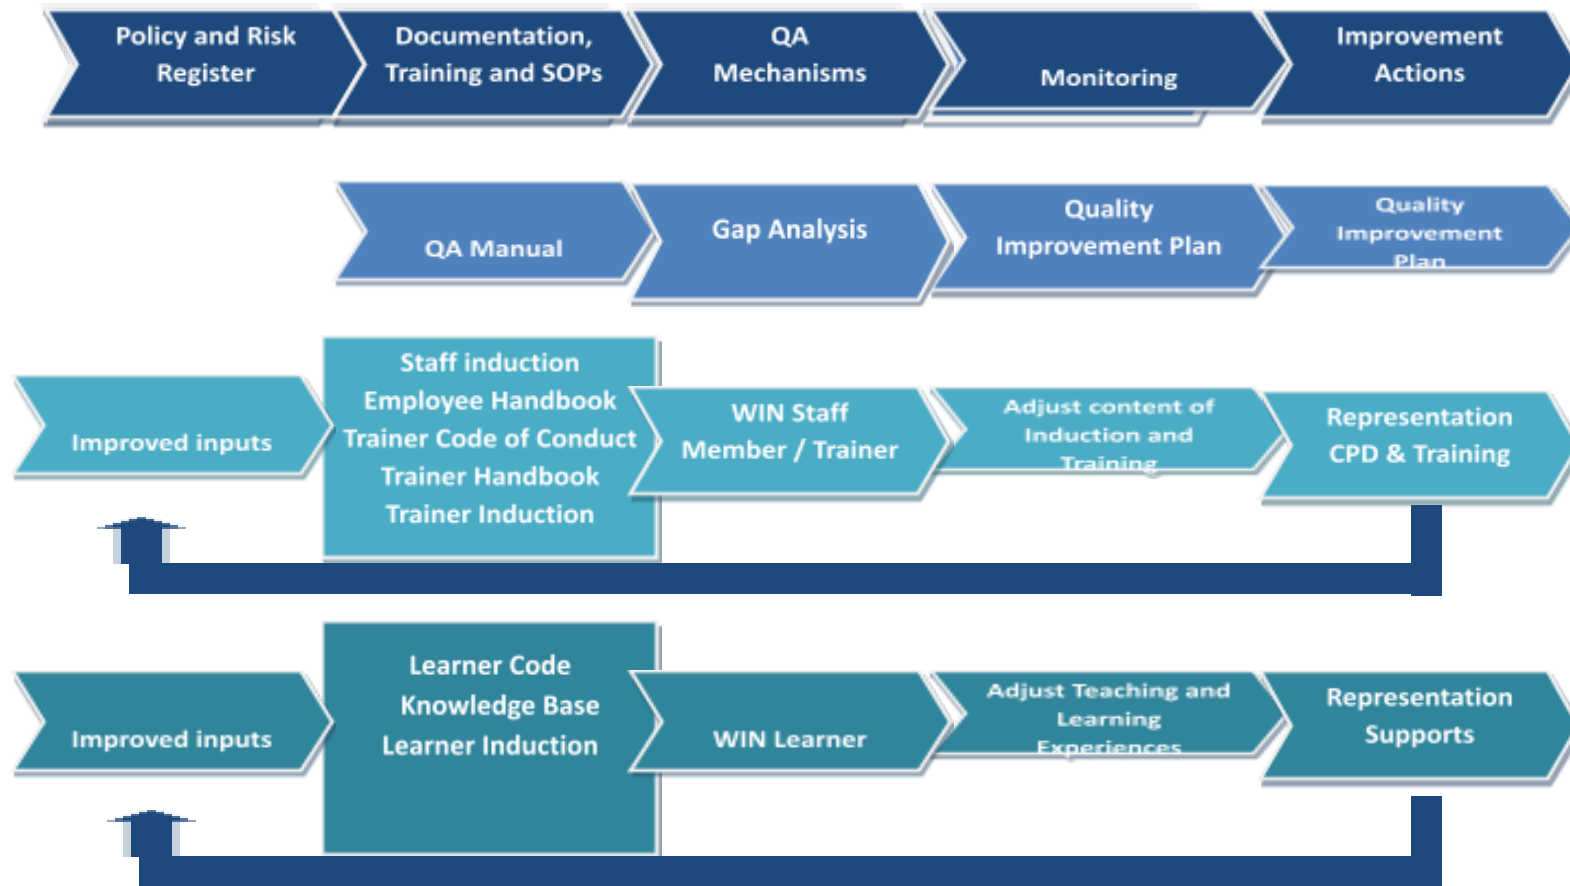 Policy and Risk
Register
Documentation,
Training and SOPs
QA
Mechanisms
Monitoring
Improvement
Actions
QA Manual
Gap Analysis
Quality
Improvement Plan
Quality
Improvement
Plan
Improved inputs
Staff induction
Employee Handbook
Trainer Code of Conduct
Trainer Handbook
Trainer Induction
WIN Staff
Member / Trainer
Adjust content of
Induction and
Training
Representation
CPD & Training
Improved inputs
Learner Code
Knowledge Base
Learner Induction
WIN Learner
Adjust Teaching and
Learning
Experiences
Representation
Supports